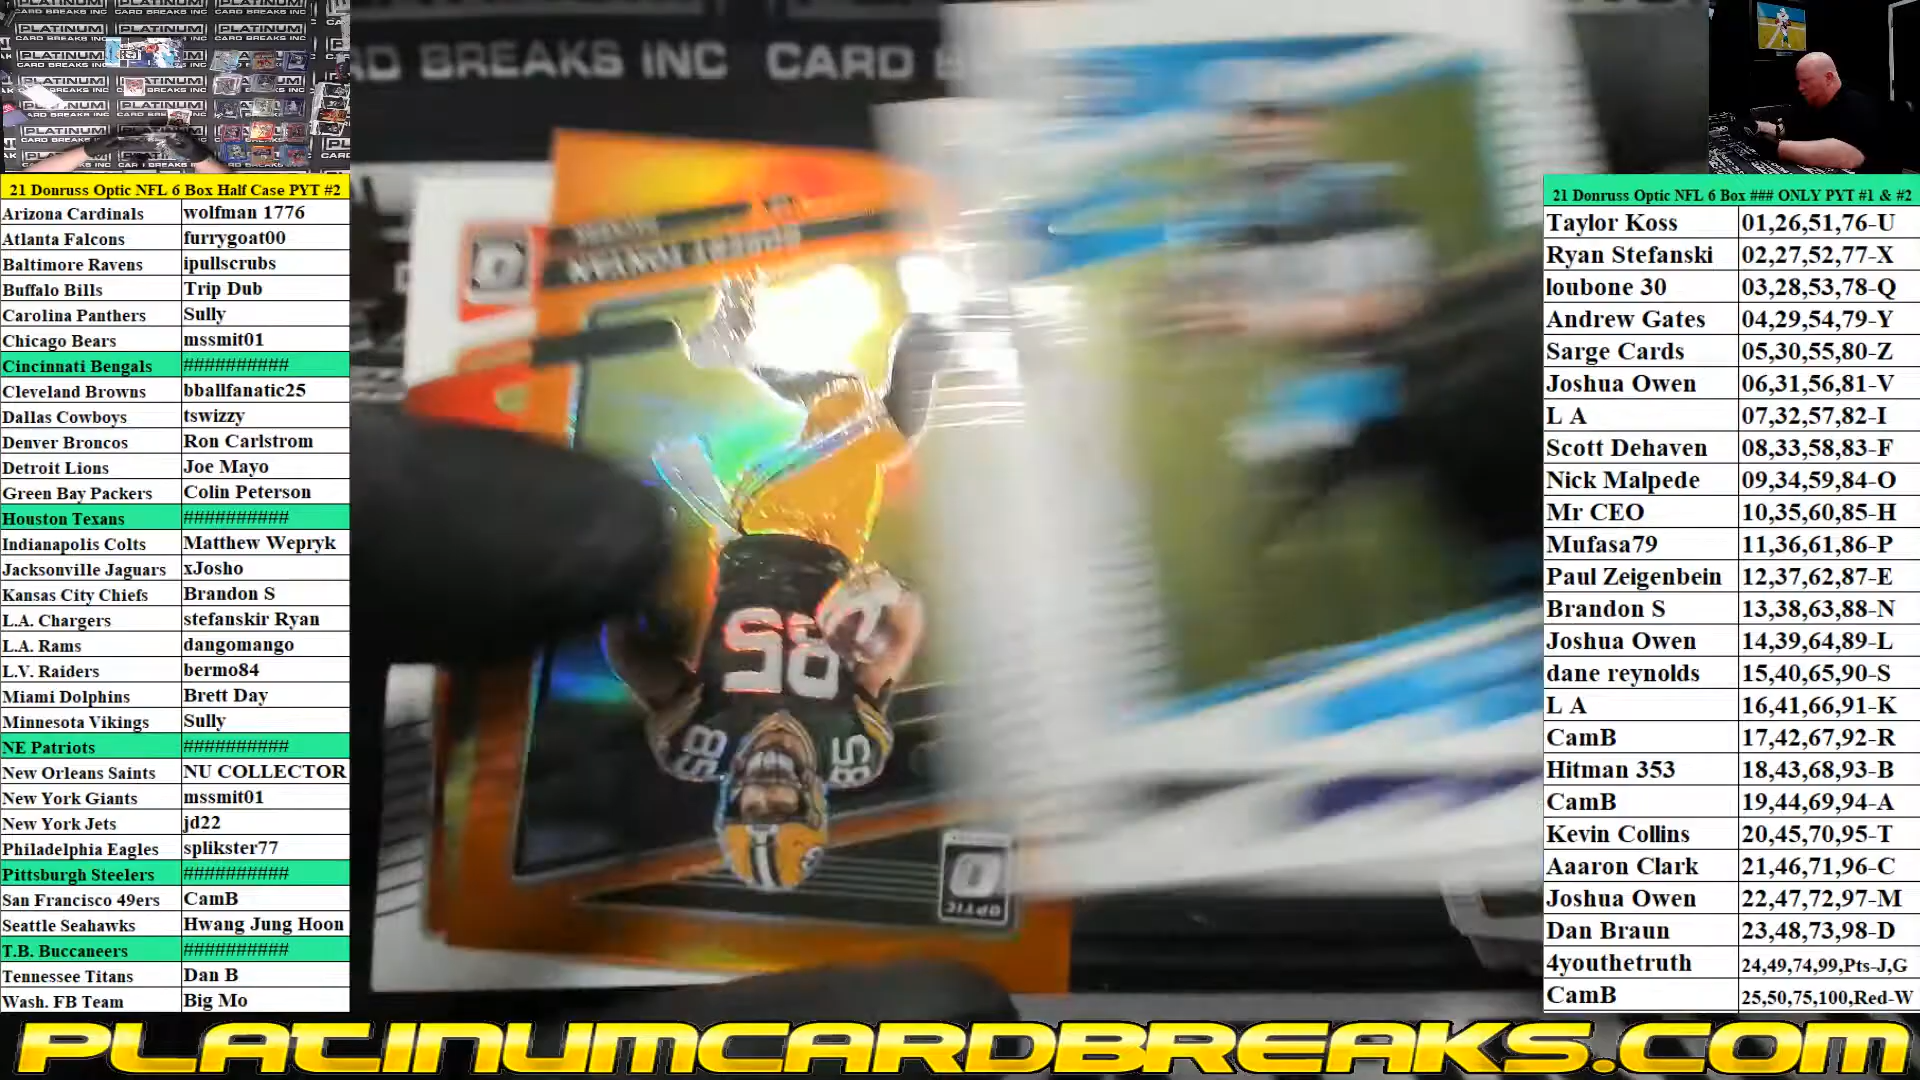 PLATINUM
CARD BREAKS INC
RD BREAKS INC CARD
21 Donruss Optic NFL 6 Box Half Case PYT #2
Arizona Cardinals wolfman 1776
Atlanta Falcons furrygoat00
Baltimore Ravens ipullscrubs
Buffalo Bills Trip Dub
Carolina Panthers Sully
Chicago Bears mssmit01
Cincinnati Bengals ##########
Cleveland Browns bballfanatic25
Dallas Cowboys tswizzy
Denver Broncos Ron Carlstrom
Detroit Lions Joe Mayo
Green Bay Packers Colin Peterson
Houston Texans ##########
Indianapolis Colts Matthew Wepryk
Jacksonville Jaguars xJosho
Kansas City Chiefs Brandon S
L.A. Chargers stefanskir Ryan
L.A. Rams dangomango
L.V. Raiders bermo84
Miami Dolphins Brett Day
Minnesota Vikings Sully
NE Patriots ##########
New Orleans Saints NU COLLECTOR
New York Giants mssmit01
New York Jets jd22
Philadelphia Eagles splikster77
Pittsburgh Steelers ##########
San Francisco 49ers CamB
Seattle Seahawks Hwang Jung Hoon
T.B. Buccaneers ##########
Tennessee Titans Dan B
Wash. FB Team Big Mo
85
85
85
OPTIC
21 Donruss Optic NFL 6 Box ### ONLY PYT #1 & #2
Taylor Koss 01,26,51,76-U
Ryan Stefanski 02,27,52,77-X
loubone 30 03,28,53,78-Q
Andrew Gates 04,29,54,79-Y
Sarge Cards 05,30,55,80-Z
Joshua Owen 06,31,56,81-V
L A 07,32,57,82-I
Scott Dehaven 08,33,58,83-F
Nick Malpede 09,34,59,84-O
Mr CEO 10,35,60,85-H
Mufasa79 11,36,61,86-P
Paul Zeigenbein 12,37,62,87-E
Brandon S 13,38,63,88-N
Joshua Owen 14,39,64,89-L
dane reynolds 15,40,65,90-S
L A 16,41,66,91-K
CamB 17,42,67,92-R
Hitman 353 18,43,68,93-B
CamB 19,44,69,94-A
Kevin Collins 20,45,70,95-T
Aaaron Clark 21,46,71,96-C
Joshua Owen 22,47,72,97-M
Dan Braun 23,48,73,98-D
4youthetruth 24,49,74,99,Pts-J,G
CamB 25,50,75,100,Red-W
PLATINUMCARDBREAKS.COM